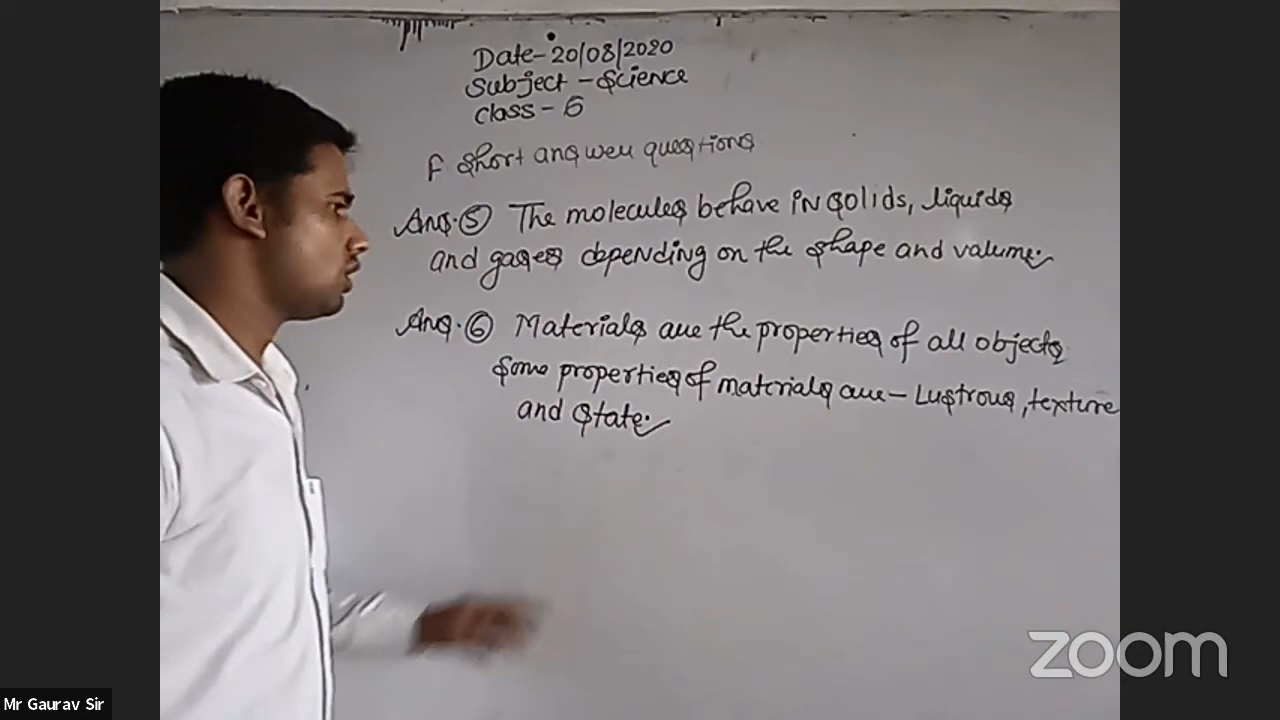 Date-20/08/2020
Subject-Science
Class-6
F Short answer questions
Ans.5 The molecules behave in solids, liquids
and gases depending on the shape and valume.
Ans.6 Materials are the properties of all objects
Some properties of materials are - Lustrous, texture
and State.
zoom
Mr Gaurav Sir